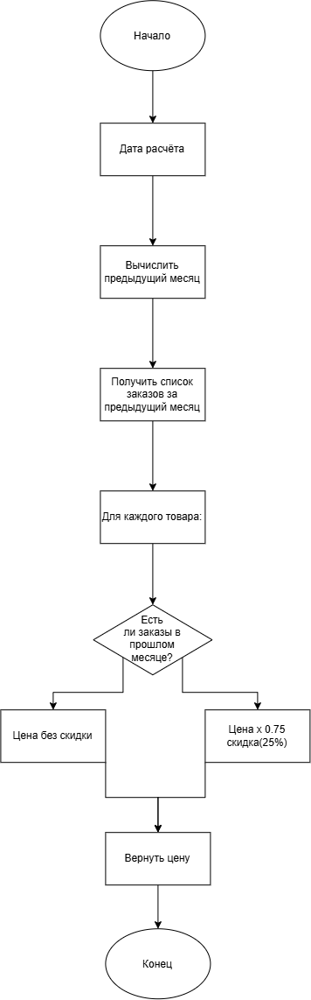 Начало
Дата расчёта
Вычислить
предыдущий месяц
Получить список
заказов за
предыдущий месяц
Для каждого товара:
Есть
ли заказы в
прошлом
месяце?
Цена без скидки
Цена x 0.75
скидка(25%)
Вернуть цену
Конец